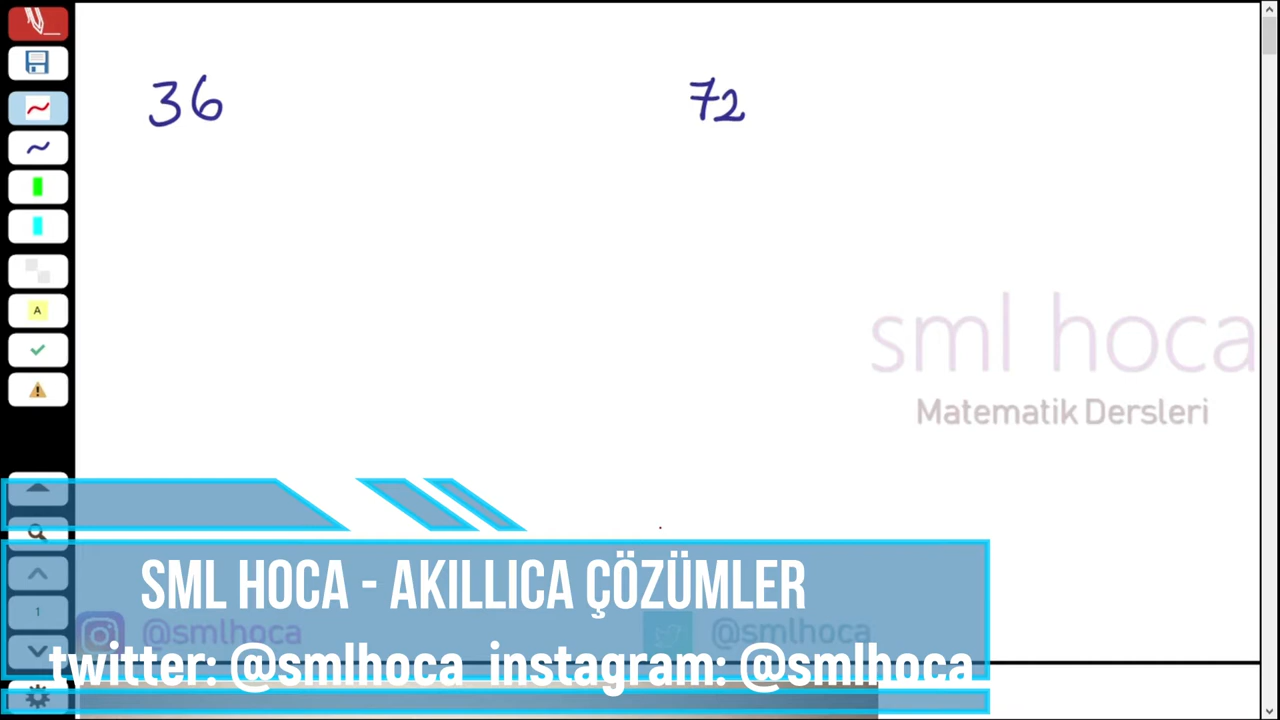 36 72
sml hoca
Matematik Dersleri
SML HOCA - AKILLICA ÇÖZÜMLER
@smlhoca @smlhoca
twitter: @smlhoca instagram: @smlhoca
A
1